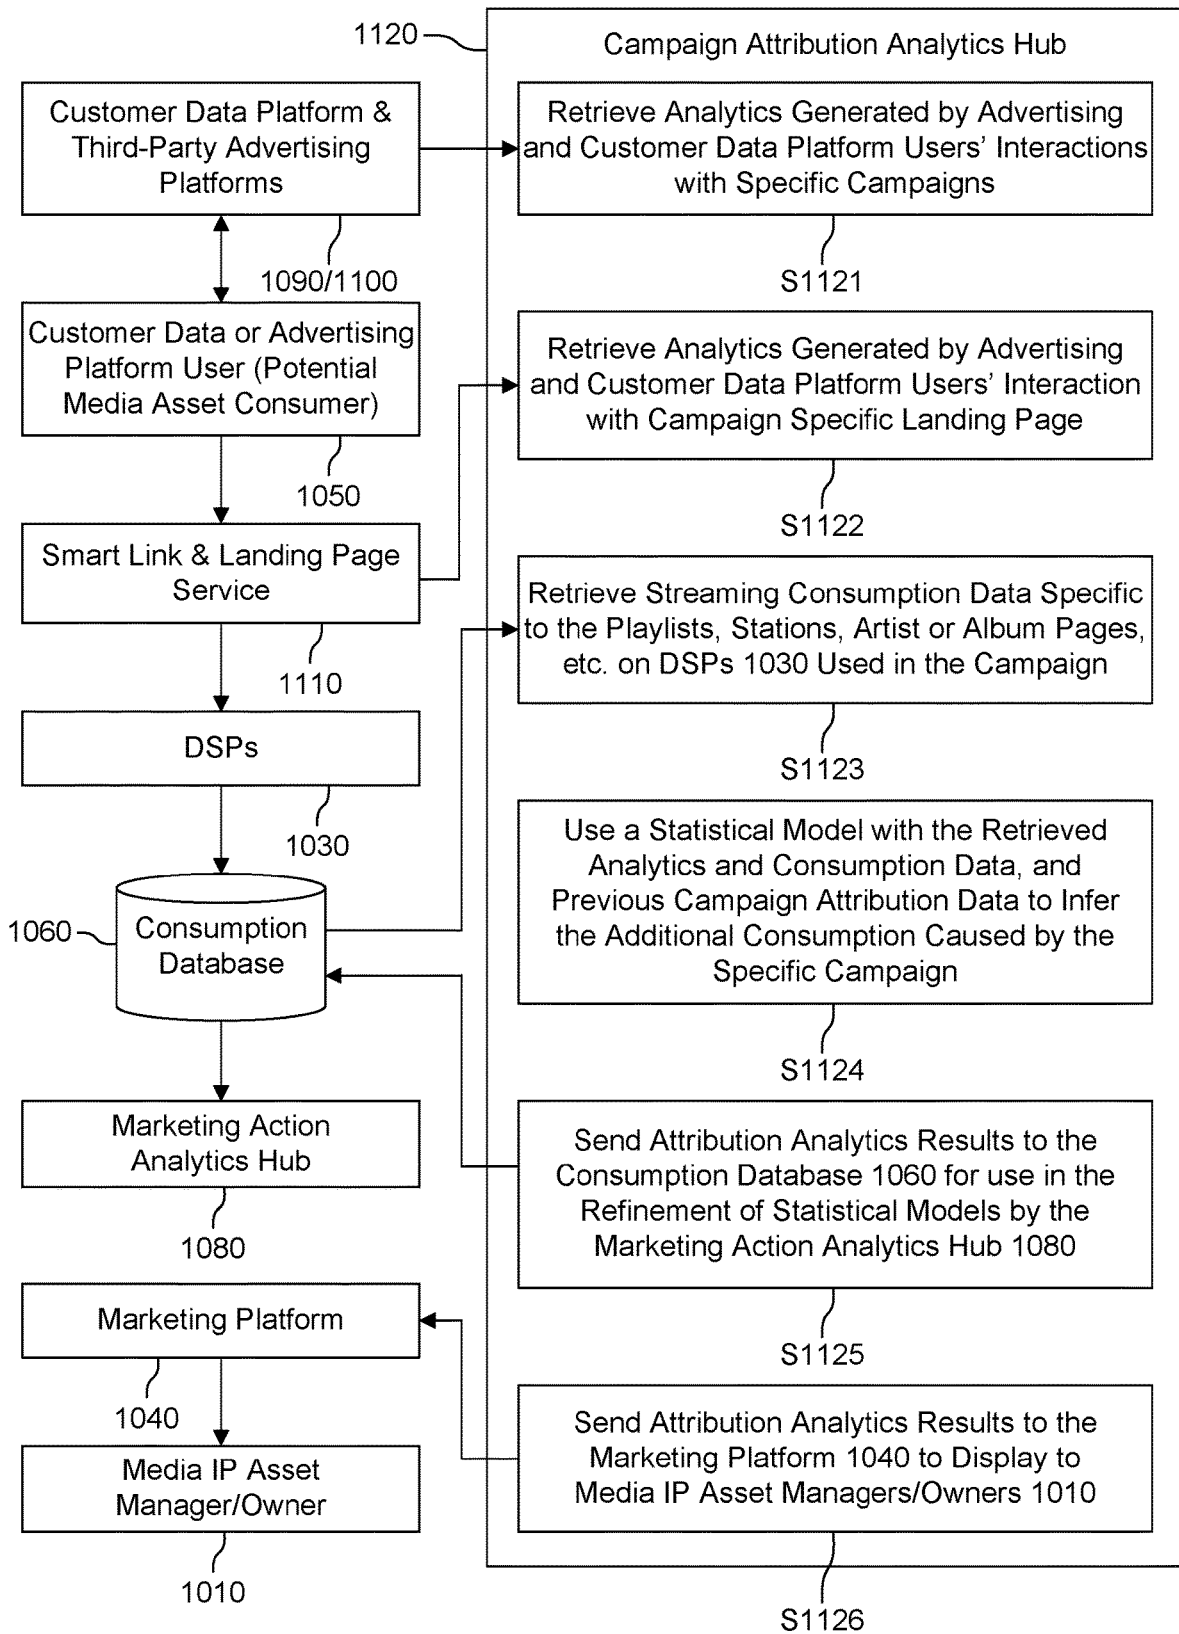 1120
Campaign Attribution Analytics Hub
Customer Data Platform &
Third-Party Advertising
Platforms
1090/1100
Retrieve Analytics Generated by Advertising
and Customer Data Platform Users' Interactions
with Specific Campaigns
S1121
Customer Data or Advertising
Platform User (Potential
Media Asset Consumer)
1050
Retrieve Analytics Generated by Advertising
and Customer Data Platform Users' Interaction
with Campaign Specific Landing Page
S1122
Smart Link & Landing Page
Service
1110
Retrieve Streaming Consumption Data Specific
to the Playlists, Stations, Artist or Album Pages,
etc. on DSPs 1030 Used in the Campaign
S1123
DSPs
1030
Use a Statistical Model with the Retrieved
Analytics and Consumption Data, and
Previous Campaign Attribution Data to Infer
the Additional Consumption Caused by the
Specific Campaign
S1124
1060
Consumption
Database
Marketing Action
Analytics Hub
1080
Send Attribution Analytics Results to the
Consumption Database 1060 for use in the
Refinement of Statistical Models by the
Marketing Action Analytics Hub 1080
S1125
Marketing Platform
1040
Send Attribution Analytics Results to the
Marketing Platform 1040 to Display to
Media IP Asset Managers/Owners 1010
S1126
Media IP Asset
Manager/Owner
1010